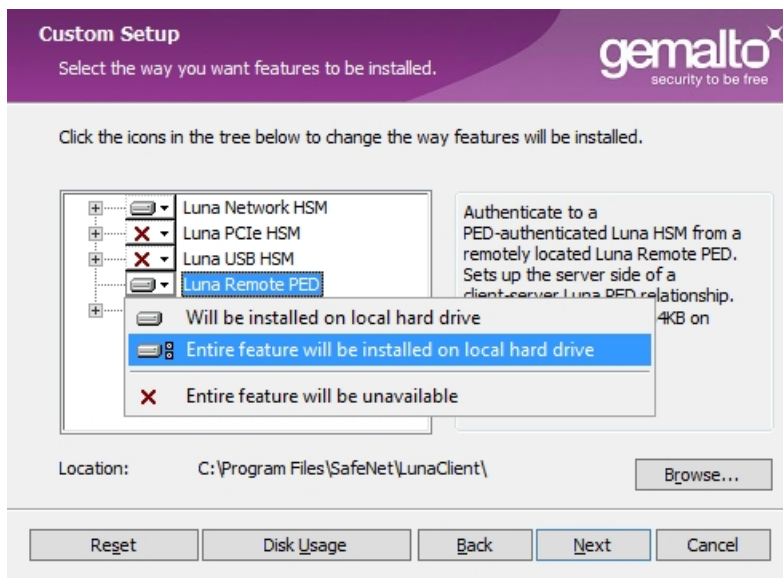 Custom Setup
Select the way you want features to be installed.
gemalto
security to be free
Click the icons in the tree below to change the way features will be installed.
Luna Network HSM
Luna PCIe HSM
Luna USB HSM
Luna Remote PED
Authenticate to a
PED-authenticated Luna HSM from a
remotely located Luna Remote PED.
Sets up the server side of a
client-server Luna PED relationship.
4KB on
Will be installed on local hard drive
Entire feature will be installed on local hard drive
Entire feature will be unavailable
Location: C:\Program Files\SafeNet\LunaClient\
Browse...
Reset Disk Usage Back Next Cancel